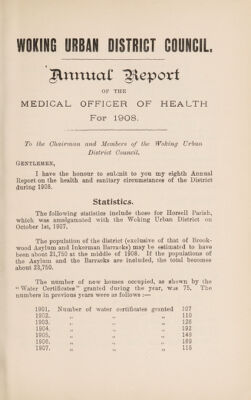 WOKING URBAN DISTRICT COUNCIL.
Annual Report
OF THE
MEDICAL OFFICER OF HEALTH
For 1908.
To the Chairman and Members of the Woking Urban
District Council.
GENTLEMEN,
I have the honour to submit to you my eighth Annual
Report on the health and sanitary circumstances of the District
during 1908.
Statistics.
The following statistics include those for Horsell Parish,
which was amalgamated with the Woking Urban District on
October 1st, 1907.
The population of the district (exclusive of that of Brook-
wood Asylum and Inkerman Barracks) may be estimated to have
been about 21,750 at the middle of 1908. If the populations of
the Asylum and the Barracks are included, the total becomes
about 23,750.
The number of new houses occupied, as shown by the
"Water Certificates" granted during the year, was 75. The
numbers in previous years were as follows :—
1901. Number of water certificates granted 107
1902. „ „ „ 110
1903. „ „ „ 126
1904. „ „ „ 192
1905. „ „ „ 148
1906. „ „ „ 169
1907. „ „ „ 115